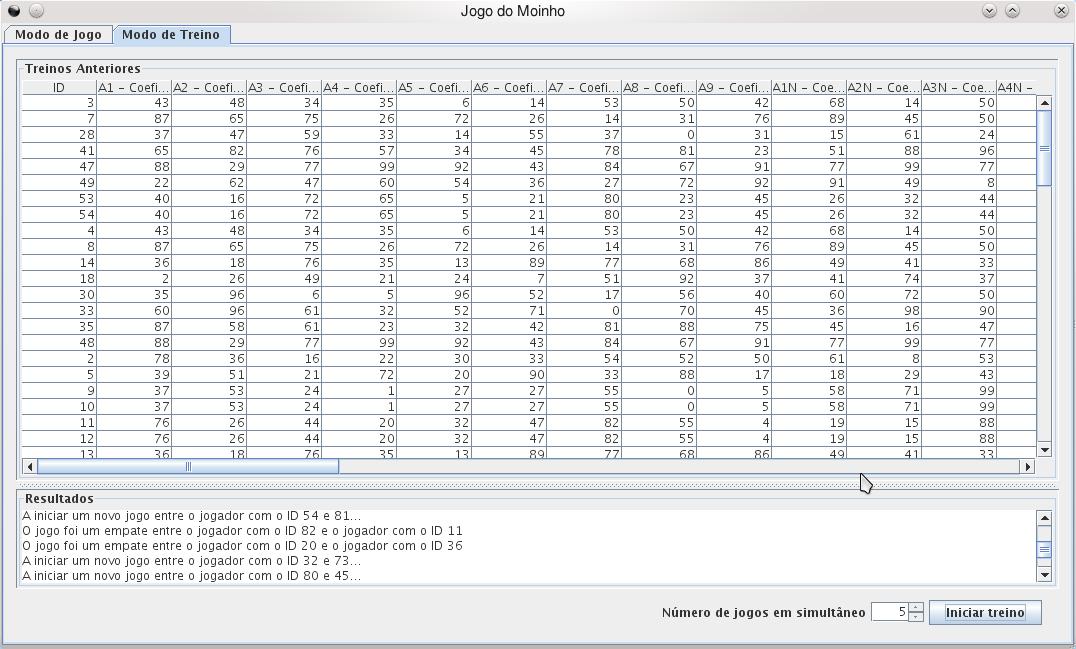 Jogo do Moinho
Modo de Jogo Modo de Treino
Treinos Anteriores
ID A1 - Coefi... A2 - Coefi... A3 - Coefi... A4 - Coefi... A5 - Coefi... A6 - Coefi... A7 - Coefi... A8 - Coefi... A9 - Coefi... A1N - Coe... A2N - Coe... A3N - Coe... A4N -
3 43 48 34 35 6 14 53 50 42 68 14 50
7 87 65 75 26 72 26 14 31 76 89 45 50
28 37 47 59 33 14 55 37 0 31 15 61 24
41 65 82 76 57 34 45 78 81 23 51 88 96
47 88 29 77 99 92 43 84 67 91 77 99 77
49 22 62 47 60 54 36 27 72 92 91 49 8
53 40 16 72 65 5 21 80 23 45 26 32 44
54 40 16 72 65 5 21 80 23 45 26 32 44
4 43 48 34 35 6 14 53 50 42 68 14 50
8 87 65 75 26 72 26 14 31 76 89 45 50
14 36 18 76 35 13 89 77 68 86 49 41 33
18 2 26 49 21 24 7 51 92 37 41 74 37
30 35 96 6 5 96 52 17 56 40 60 72 50
33 60 96 61 32 52 71 0 70 45 36 98 90
35 87 58 61 23 32 42 81 88 75 45 16 47
48 88 29 77 99 92 43 84 67 91 77 99 77
2 78 36 16 22 30 33 54 52 50 61 8 53
5 39 51 21 72 20 90 33 88 17 18 29 43
9 37 53 24 1 27 27 55 0 5 58 71 99
10 37 53 24 1 27 27 55 0 5 58 71 99
11 76 26 44 20 32 47 82 55 4 19 15 88
12 76 26 44 20 32 47 82 55 4 19 15 88
13 36 18 76 35 13 89 77 68 86 49 41 33
Resultados
A iniciar um novo jogo entre o jogador com o ID 54 e 81...
O jogo foi um empate entre o jogador com o ID 82 e o jogador com o ID 11
O jogo foi um empate entre o jogador com o ID 20 e o jogador com o ID 36
A iniciar um novo jogo entre o jogador com o ID 32 e 73...
A iniciar um novo jogo entre o jogador com o ID 80 e 45...
Número de jogos em simultâneo 5 Iniciar treino